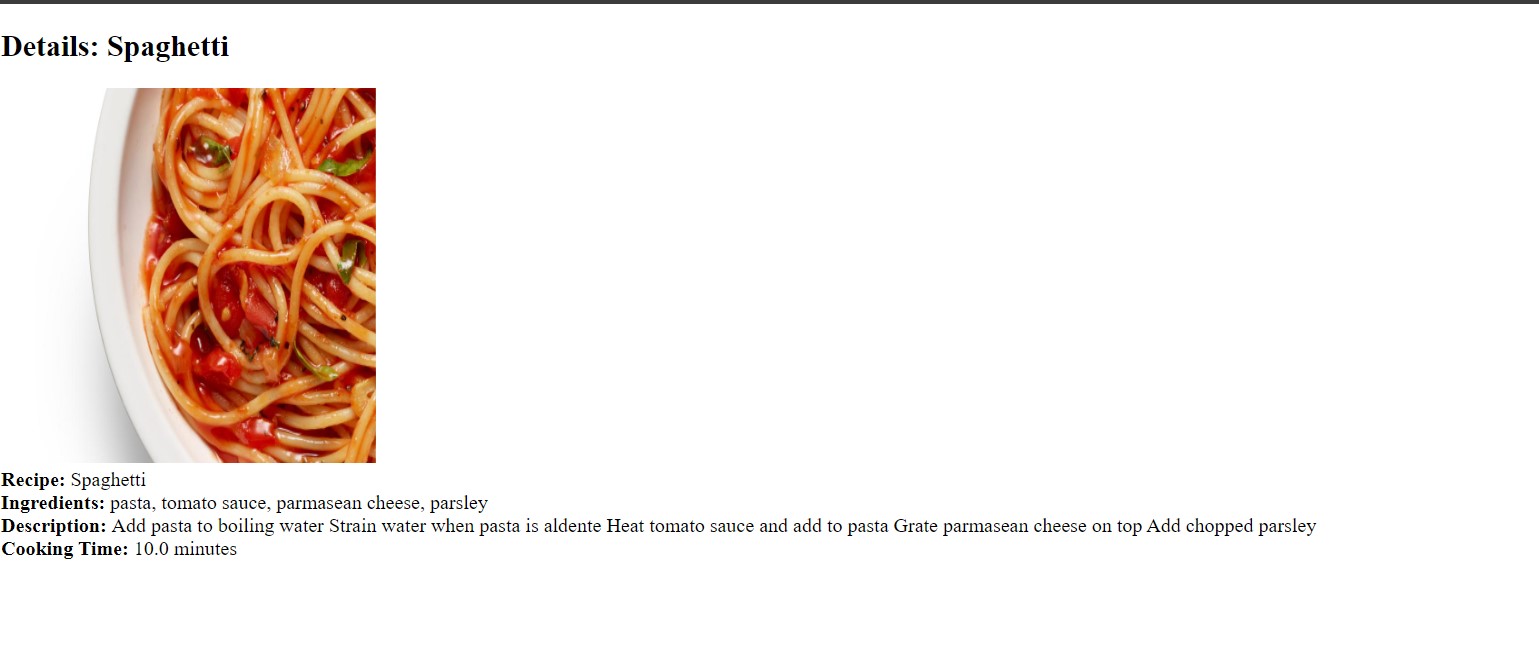 Details: Spaghetti
Recipe: Spaghetti
Ingredients: pasta, tomato sauce, parmasean cheese, parsley
Description: Add pasta to boiling water Strain water when pasta is aldente Heat tomato sauce and add to pasta Grate parmasean cheese on top Add chopped parsley
Cooking Time: 10.0 minutes